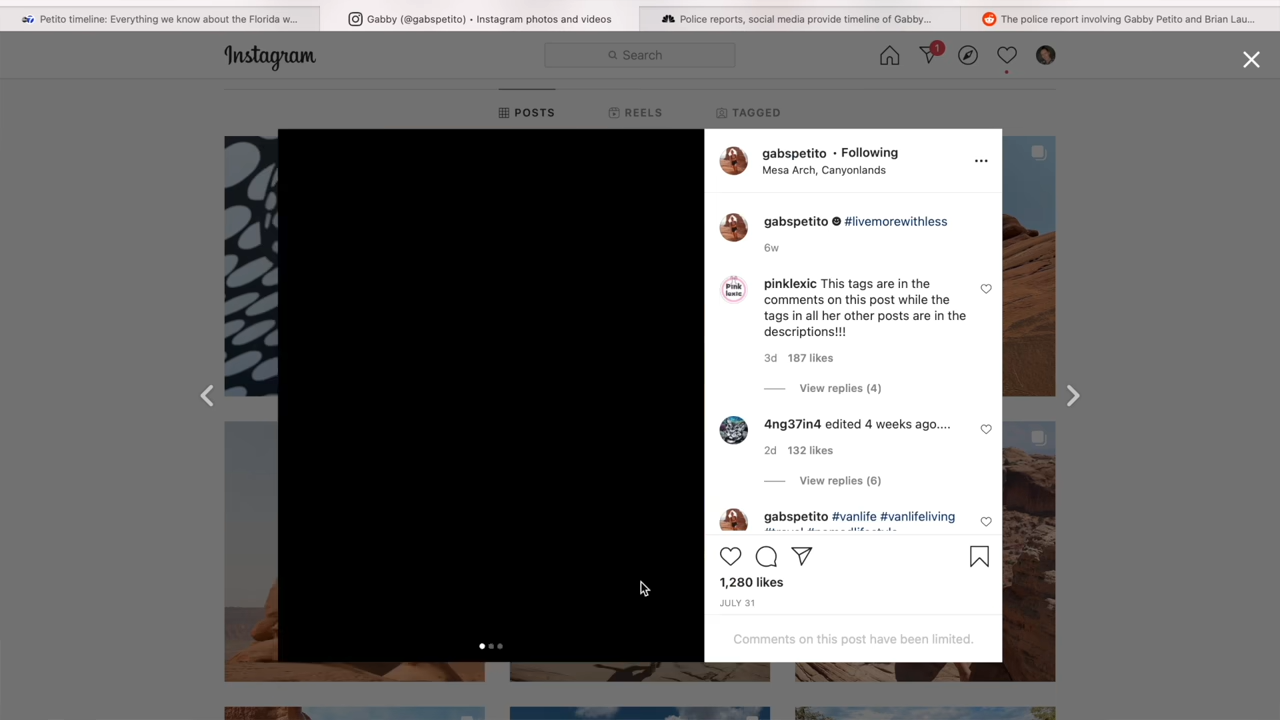 Petito timeline: Everything we know about the Florida w...
Gabby (@gabspetito) • Instagram photos and videos
Police reports, social media provide timeline of Gabby...
The police report involving Gabby Petito and Brian Lau...
Instagram
Search
1
POSTS
REELS
TAGGED
gabspetito • Following
Mesa Arch, Canyonlands
gabspetito ☻ #livemorewithless
6w
Pink
luxic
pinklexic This tags are in the
comments on this post while the
tags in all her other posts are in the
descriptions!!!
3d 187 likes
View replies (4)
4ng37in4 edited 4 weeks ago....
2d 132 likes
View replies (6)
gabspetito #vanlife #vanlifeliving
1,280 likes
JULY 31
Comments on this post have been limited.